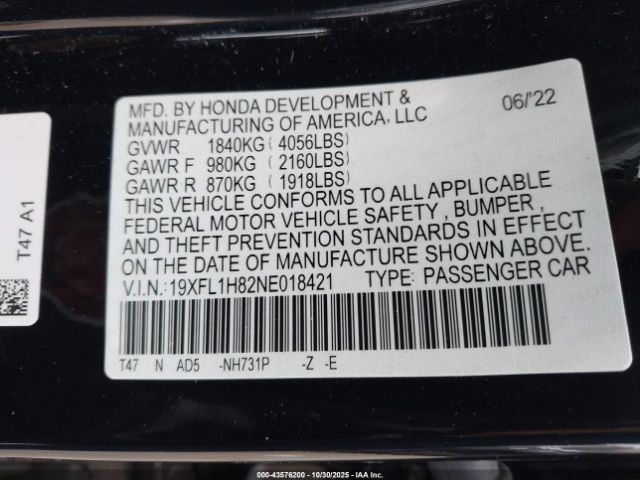 MFD. BY HONDA DEVELOPMENT & 06/'22
MANUFACTURING OF AMERICA, LLC
GVWR 1840KG ( 4056LBS )
GAWR F 980KG ( 2160LBS )
GAWR R 870KG ( 1918LBS )
THIS VEHICLE CONFORMS TO ALL APPLICABLE
FEDERAL MOTOR VEHICLE SAFETY , BUMPER ,
AND THEFT PREVENTION STANDARDS IN EFFECT
ON THE DATE OF MANUFACTURE SHOWN ABOVE.
V.I.N.:19XFL1H82NE018421 TYPE: PASSENGER CAR
T47 N AD5 -NH731P -Z -E
T47 A1
000-43576200 - 10/30/2025 - IAA Inc.